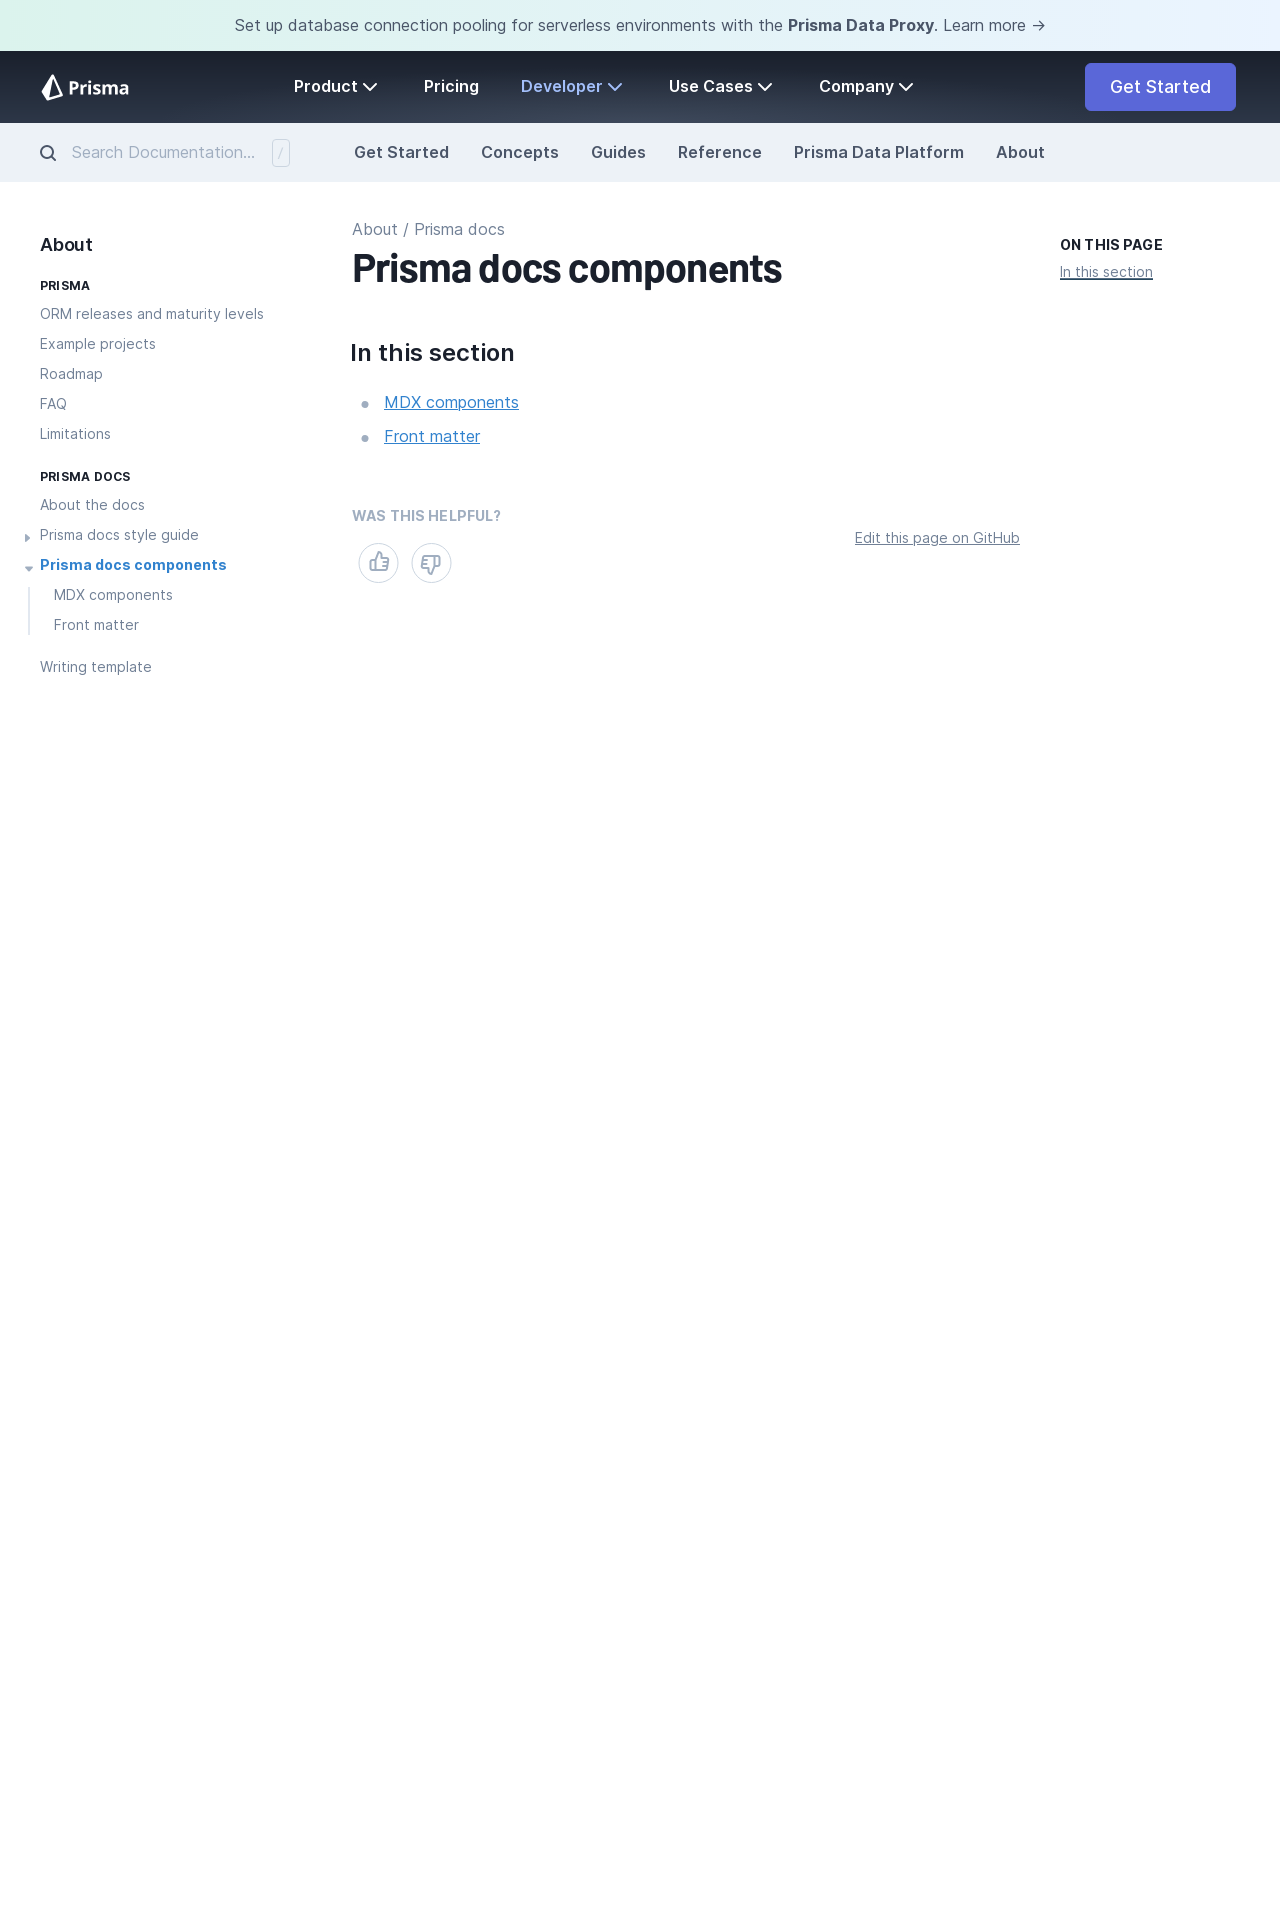 Set up database connection pooling for serverless environments with the Prisma Data Proxy. Learn more →
Prisma
Product
Pricing
Developer
Use Cases
Company
Get Started
Search Documentation...
/
Get Started
Concepts
Guides
Reference
Prisma Data Platform
About
About
PRISMA
ORM releases and maturity levels
Example projects
Roadmap
FAQ
Limitations
PRISMA DOCS
About the docs
Prisma docs style guide
Prisma docs components
MDX components
Front matter
Writing template
About / Prisma docs
Prisma docs components
In this section
MDX components
Front matter
WAS THIS HELPFUL?
Edit this page on GitHub
ON THIS PAGE
In this section